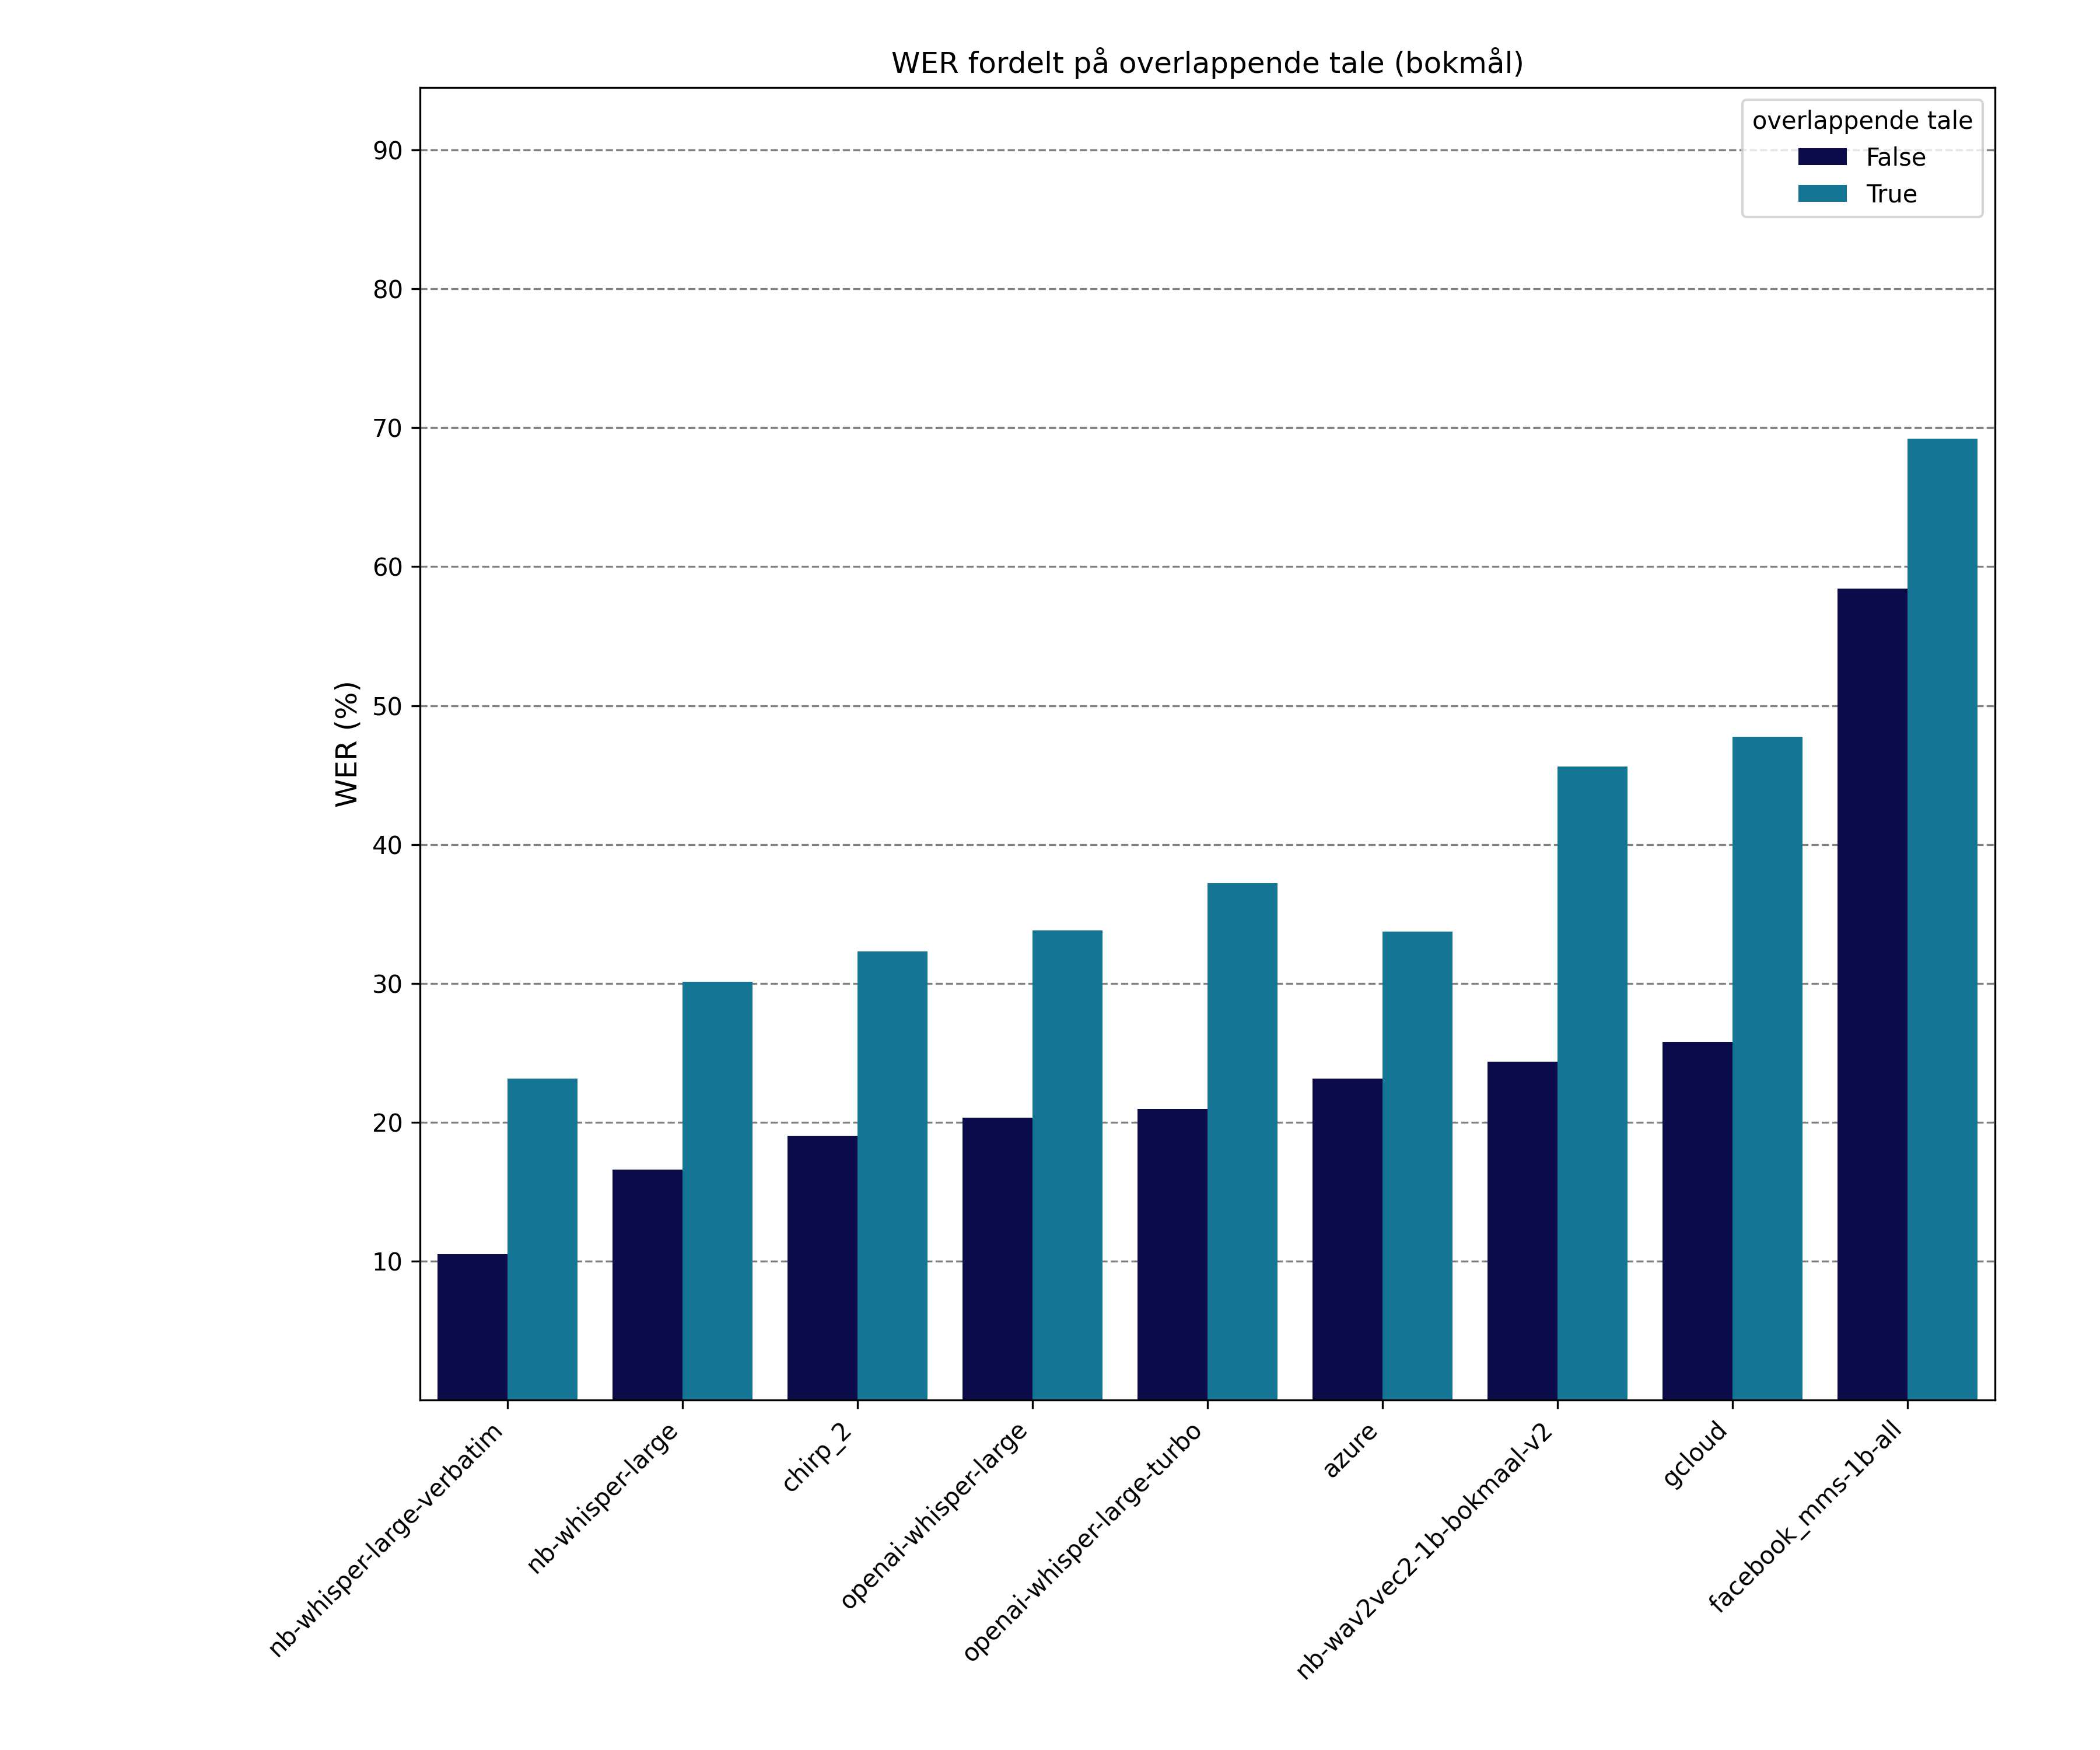 WER fordelt på overlappende tale (bokmål)
overlappende tale
False
True
WER (%)
90
80
70
60
50
40
30
20
10
nb-whisper-large-verbatim
nb-whisper-large
chirp_2
openai-whisper-large
openai-whisper-large-turbo
azure
nb-wav2vec2-1b-bokmaal-v2
gcloud
facebook_mms-1b-all